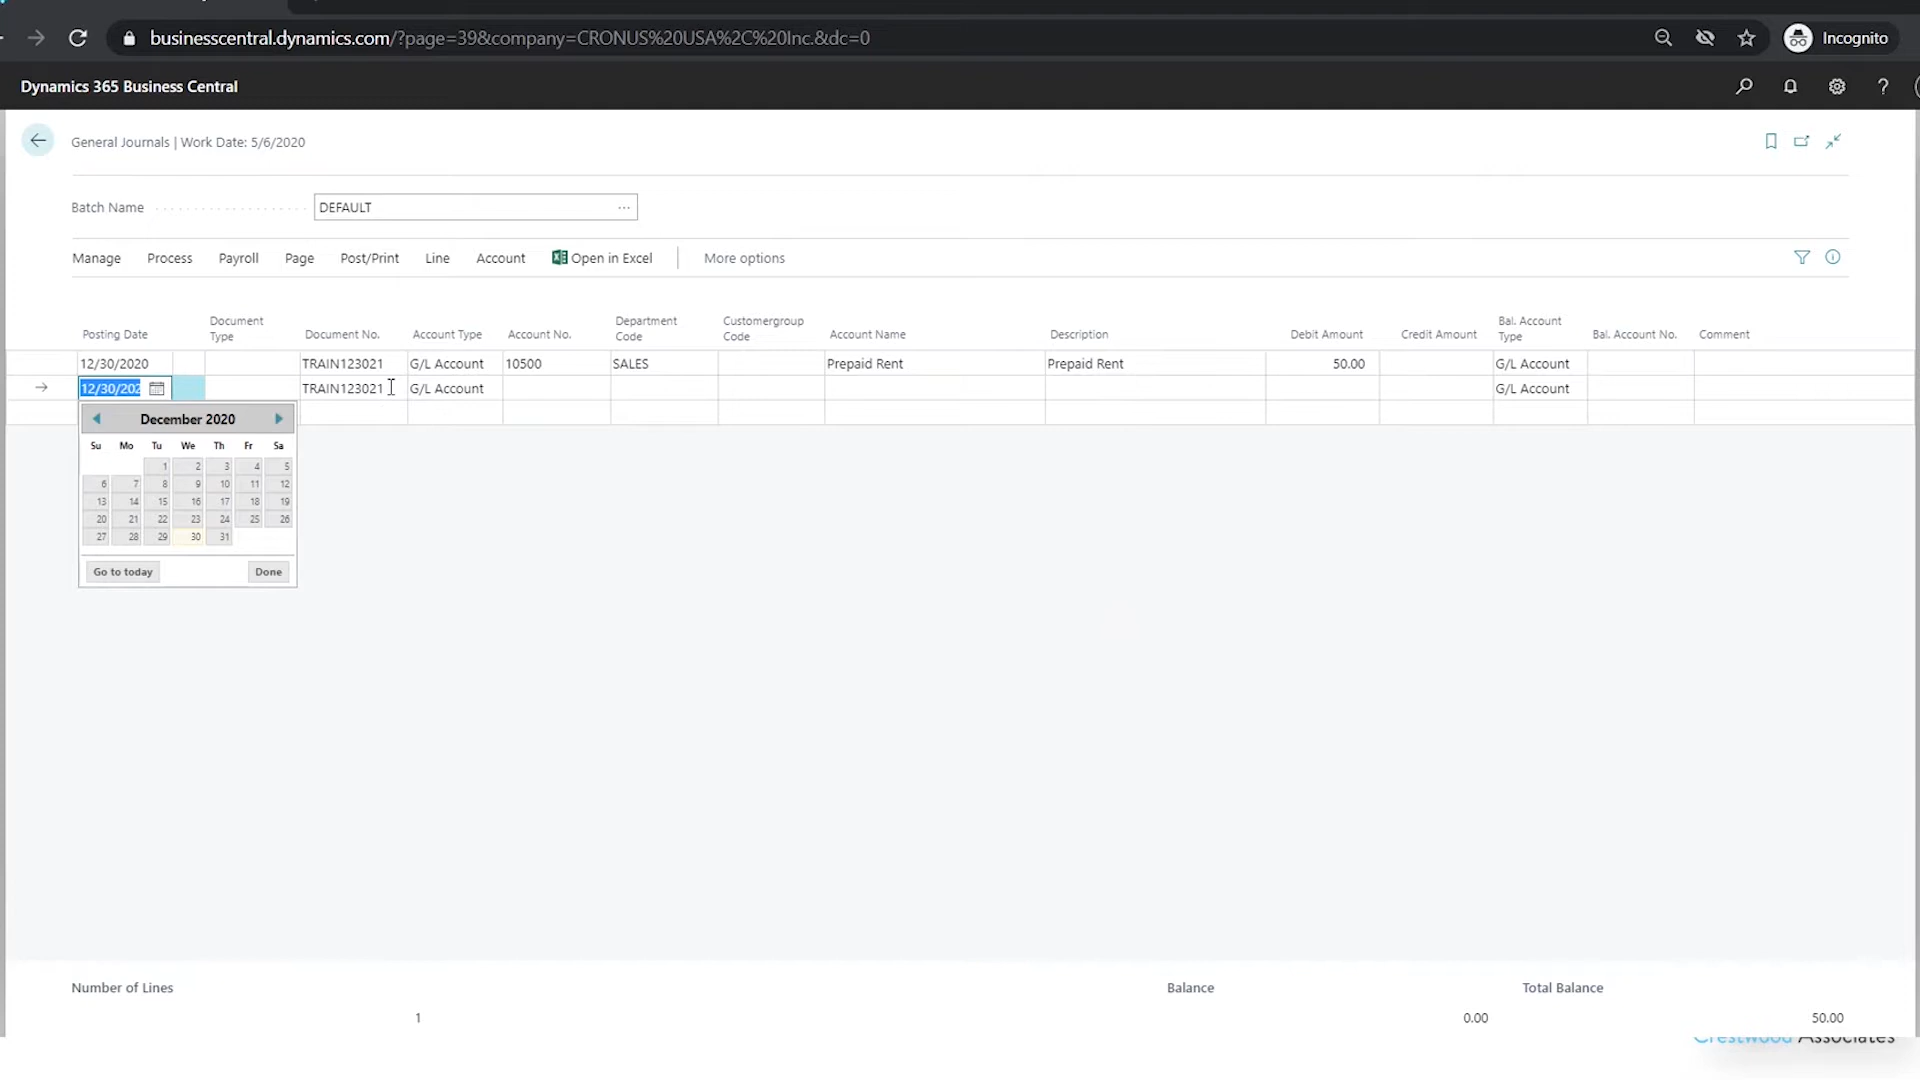 businesscentral.dynamics.com/?page=39&company=CRONUS%20USA%2C%20Inc.&dc=0
Incognito
Dynamics 365 Business Central
?
General Journals | Work Date: 5/6/2020
Batch Name
DEFAULT
...
Manage Process Payroll Page Post/Print Line Account Open in Excel More options
Posting Date Document Type Document No. Account Type Account No. Department Code Customergroup Code Account Name Description Debit Amount Credit Amount Bal. Account Type Bal. Account No. Comment
12/30/2020 TRAIN123021 G/L Account 10500 SALES Prepaid Rent Prepaid Rent 50.00 G/L Account
12/30/202 TRAIN123021 G/L Account G/L Account
December 2020
Su Mo Tu We Th Fr Sa
1 2 3 4 5
6 7 8 9 10 11 12
13 14 15 16 17 18 19
20 21 22 23 24 25 26
27 28 29 30 31
Go to today Done
Number of Lines Balance Total Balance
1 0.00 50.00
Crestwood Associates